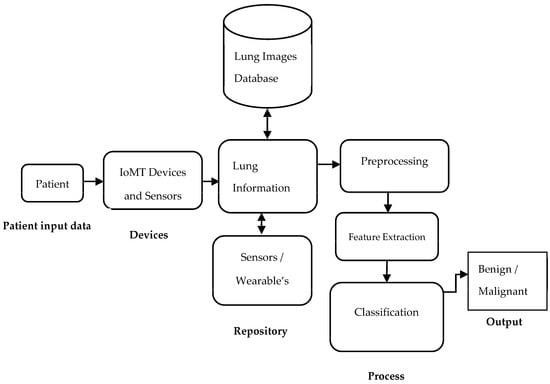 Lung Images
Database
IoMT Devices
and Sensors
Lung
Information
Preprocessing
Patient
Patient input data
Devices
Feature Extraction
Sensors /
Wearable's
Repository
Classification
Benign /
Malignant
Output
Process